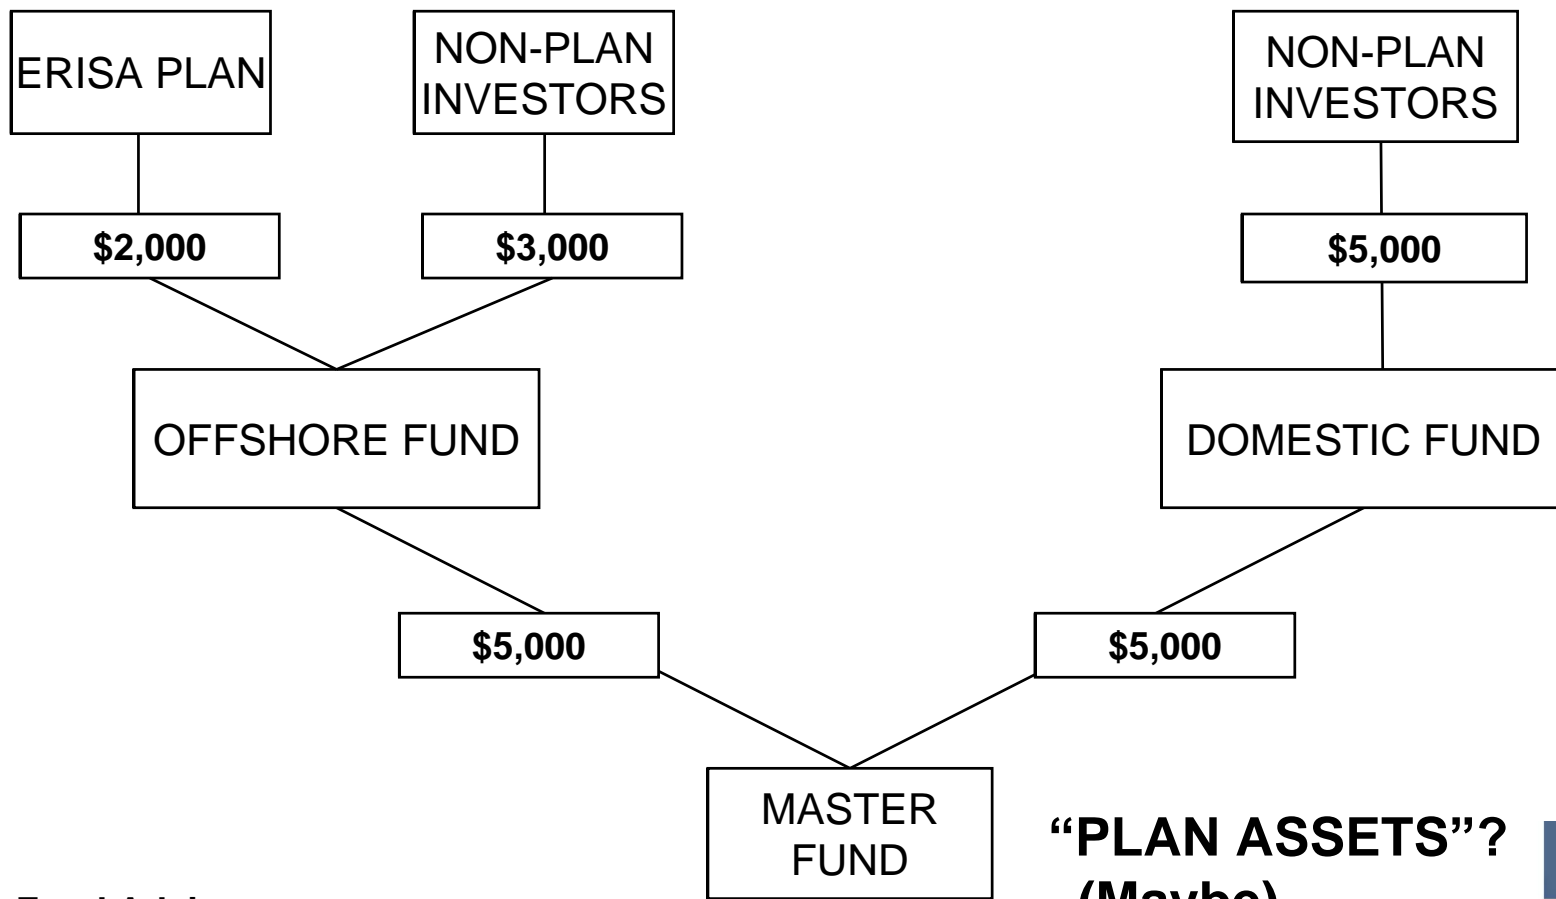 ERISA PLAN
NON-PLAN
INVESTORS
NON-PLAN
INVESTORS
$2,000
$3,000
$5,000
OFFSHORE FUND
DOMESTIC FUND
$5,000
$5,000
MASTER
FUND
“PLAN ASSETS”?
(Maybe)